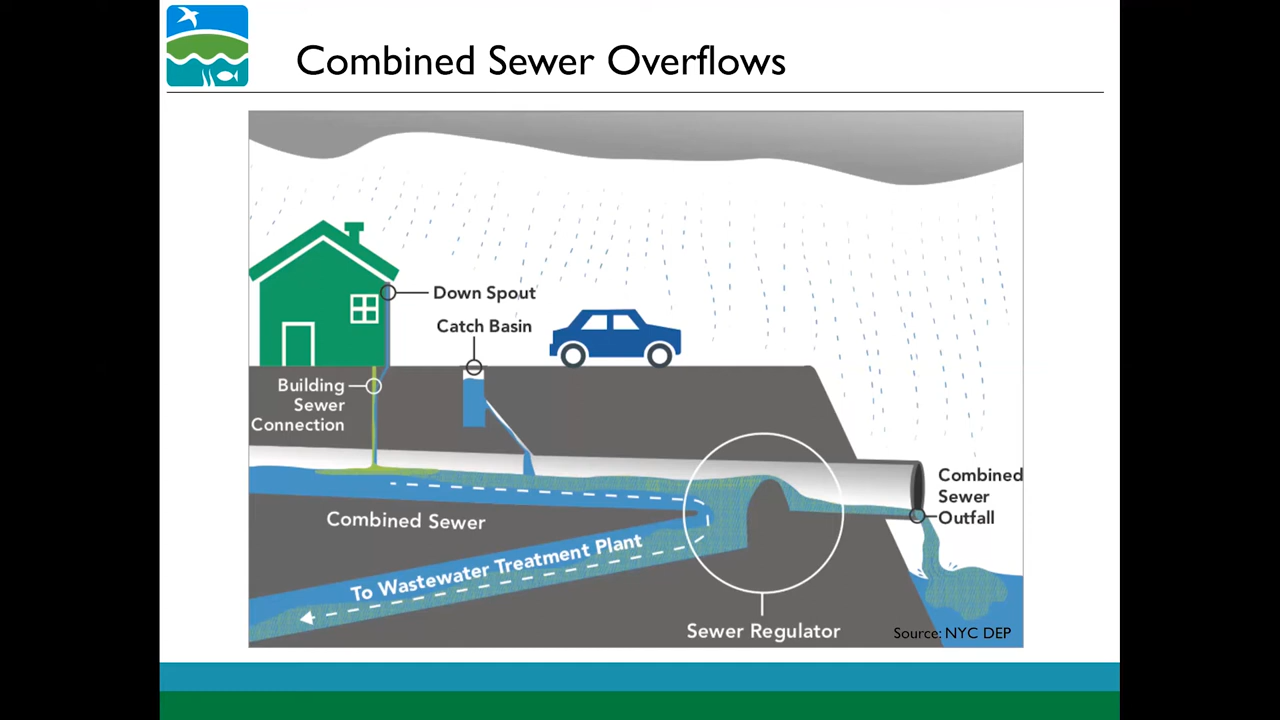 Combined Sewer Overflows
Down Spout
Catch Basin
Building
Sewer
Connection
Combined
Sewer
Outfall
Combined Sewer
To Wastewater Treatment Plant
Sewer Regulator
Source: NYC DEP